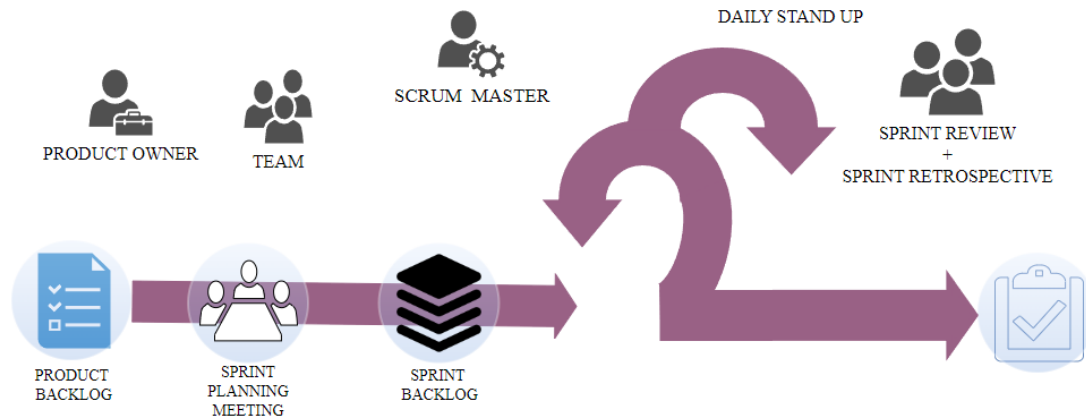 DAILY STAND UP
SCRUM MASTER
PRODUCT OWNER
TEAM
SPRINT REVIEW
+
SPRINT RETROSPECTIVE
PRODUCT
BACKLOG
SPRINT
PLANNING
MEETING
SPRINT
BACKLOG